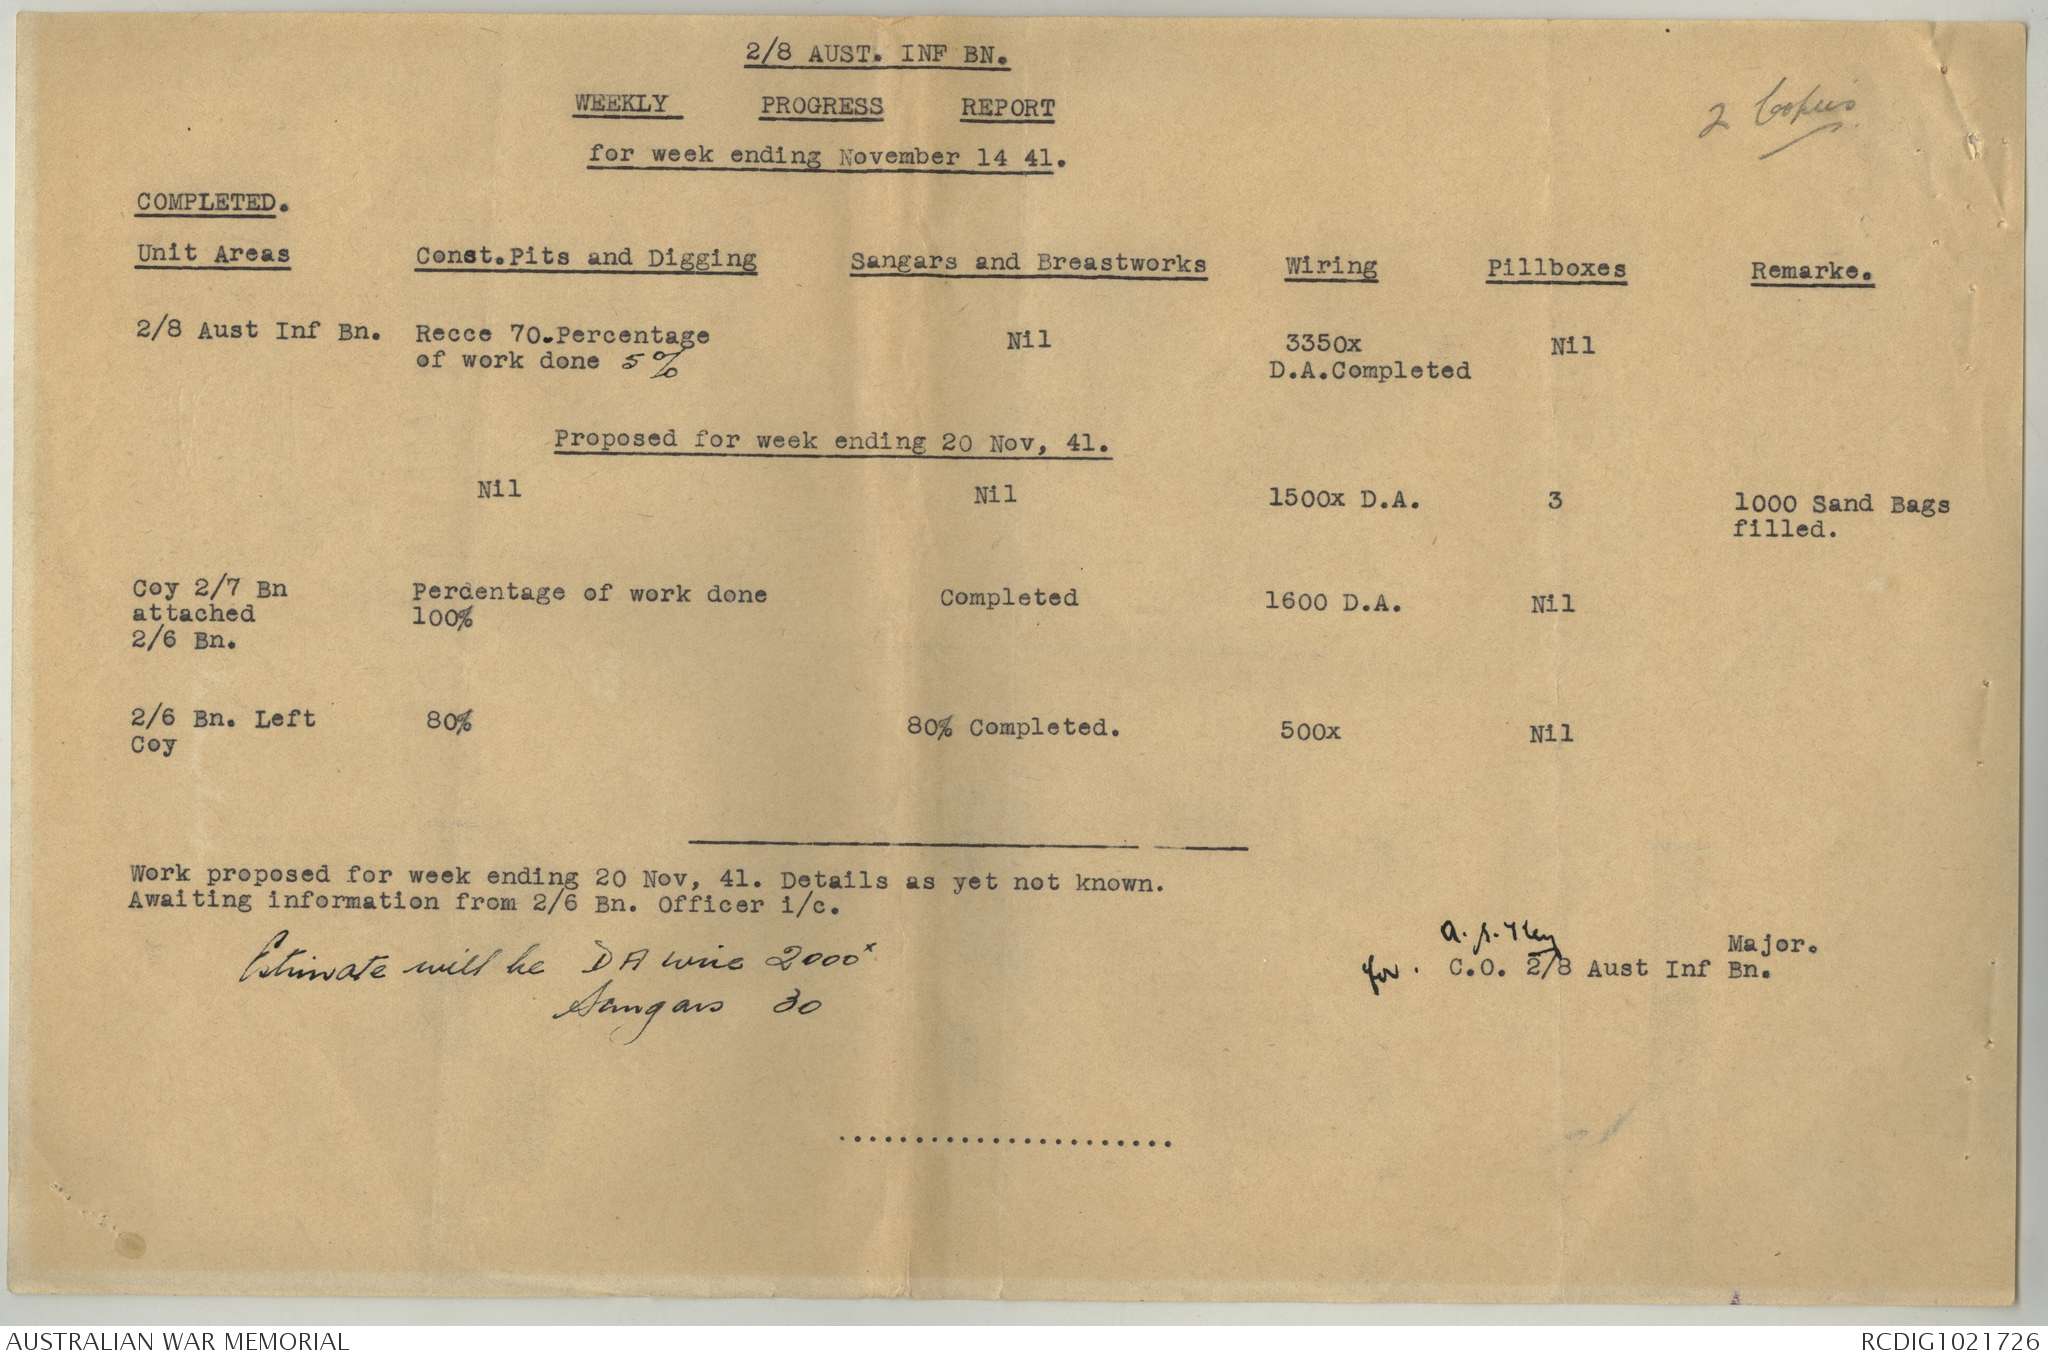 2/8 AUST. INF BN.
WEEKLY PROGRESS REPORT
2 Copies
for week ending November 14 41.
COMPLETED.
Unit Areas Const.Pits and Digging Sangars and Breastworks Wiring Pillboxes Remarke.
2/8 Aust Inf Bn. Recce 70.Percentage Nil 3350x Nil
of work done 5% D.A.Completed
Proposed for week ending 20 Nov, 41.
Nil Nil 1500x D.A. 3 1000 Sand Bags
filled.
Coy 2/7 Bn Perdentage of work done Completed 1600 D.A. Nil
attached 100%
2/6 Bn.
2/6 Bn. Left 80% 80% Completed. 500x Nil
Coy
Work proposed for week ending 20 Nov, 41. Details as yet not known.
Awaiting information from 2/6 Bn. Officer i/c.
Estimate will be DA wire 2000x
Sangars 30
A. S. Key Major.
for. C.O. 2/8 Aust Inf Bn.
.......................
AUSTRALIAN WAR MEMORIAL RCDIG1021726